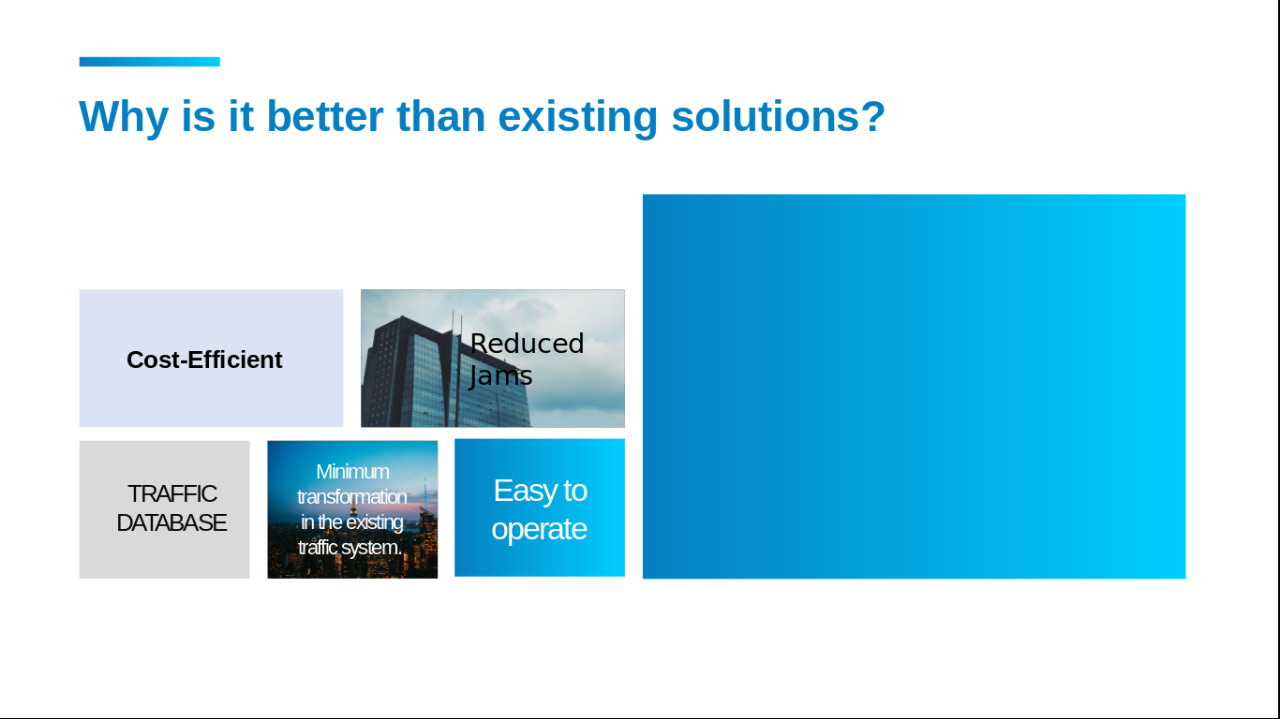 Why is it better than existing solutions?
Cost-Efficient
Reduced
Jams
TRAFFIC
DATABASE
Minimum
transformation
in the existing
traffic system.
Easy to
operate